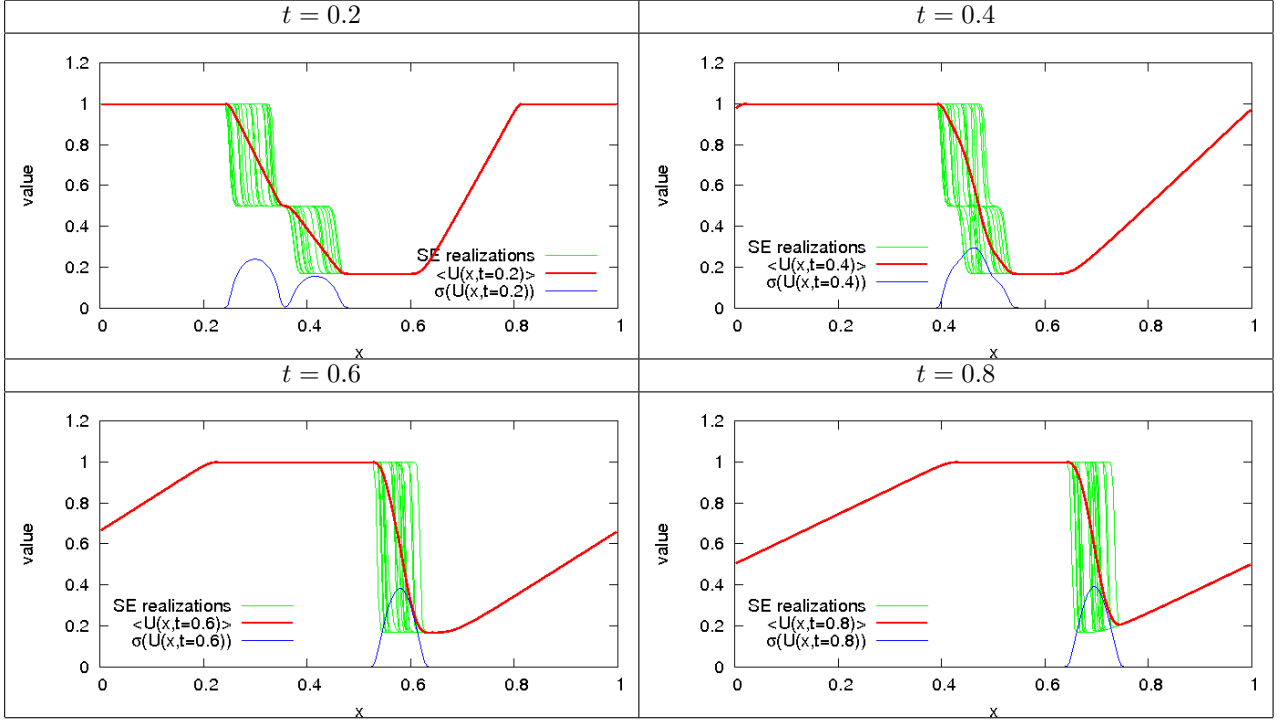 t = 0.2
t = 0.4
1.2
1
0.8
0.6
0.4
0.2
0
value
SE realizations
<U(x,t=0.2)>
σ(U(x,t=0.2))
0 0.2 0.4 0.6 0.8 1
x
1.2
1
0.8
0.6
0.4
0.2
0
value
SE realizations
<U(x,t=0.4)>
σ(U(x,t=0.4))
0 0.2 0.4 0.6 0.8 1
x
t = 0.6
t = 0.8
1.2
1
0.8
0.6
0.4
0.2
0
value
SE realizations
<U(x,t=0.6)>
σ(U(x,t=0.6))
0 0.2 0.4 0.6 0.8 1
x
1.2
1
0.8
0.6
0.4
0.2
0
value
SE realizations
<U(x,t=0.8)>
σ(U(x,t=0.8))
0 0.2 0.4 0.6 0.8 1
x